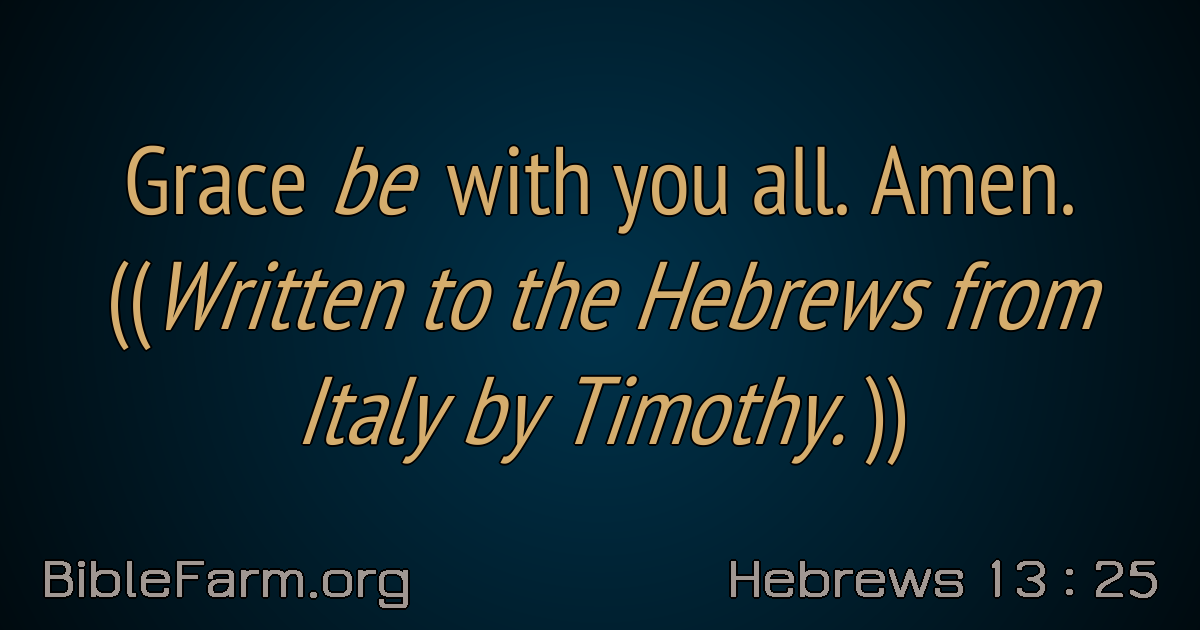 Grace be with you all. Amen.
((Written to the Hebrews from
Italy by Timothy. ))
BibleFarm.org
Hebrews 13 : 25